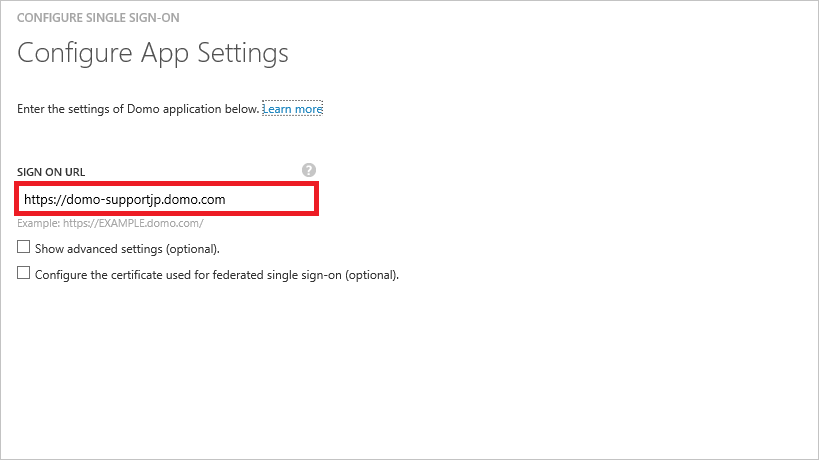 CONFIGURE SINGLE SIGN-ON
Configure App Settings
Enter the settings of Domo application below. Learn more
SIGN ON URL
?
https://domo-supportjp.domo.com
Example: https://EXAMPLE.domo.com/
Show advanced settings (optional).
Configure the certificate used for federated single sign-on (optional).